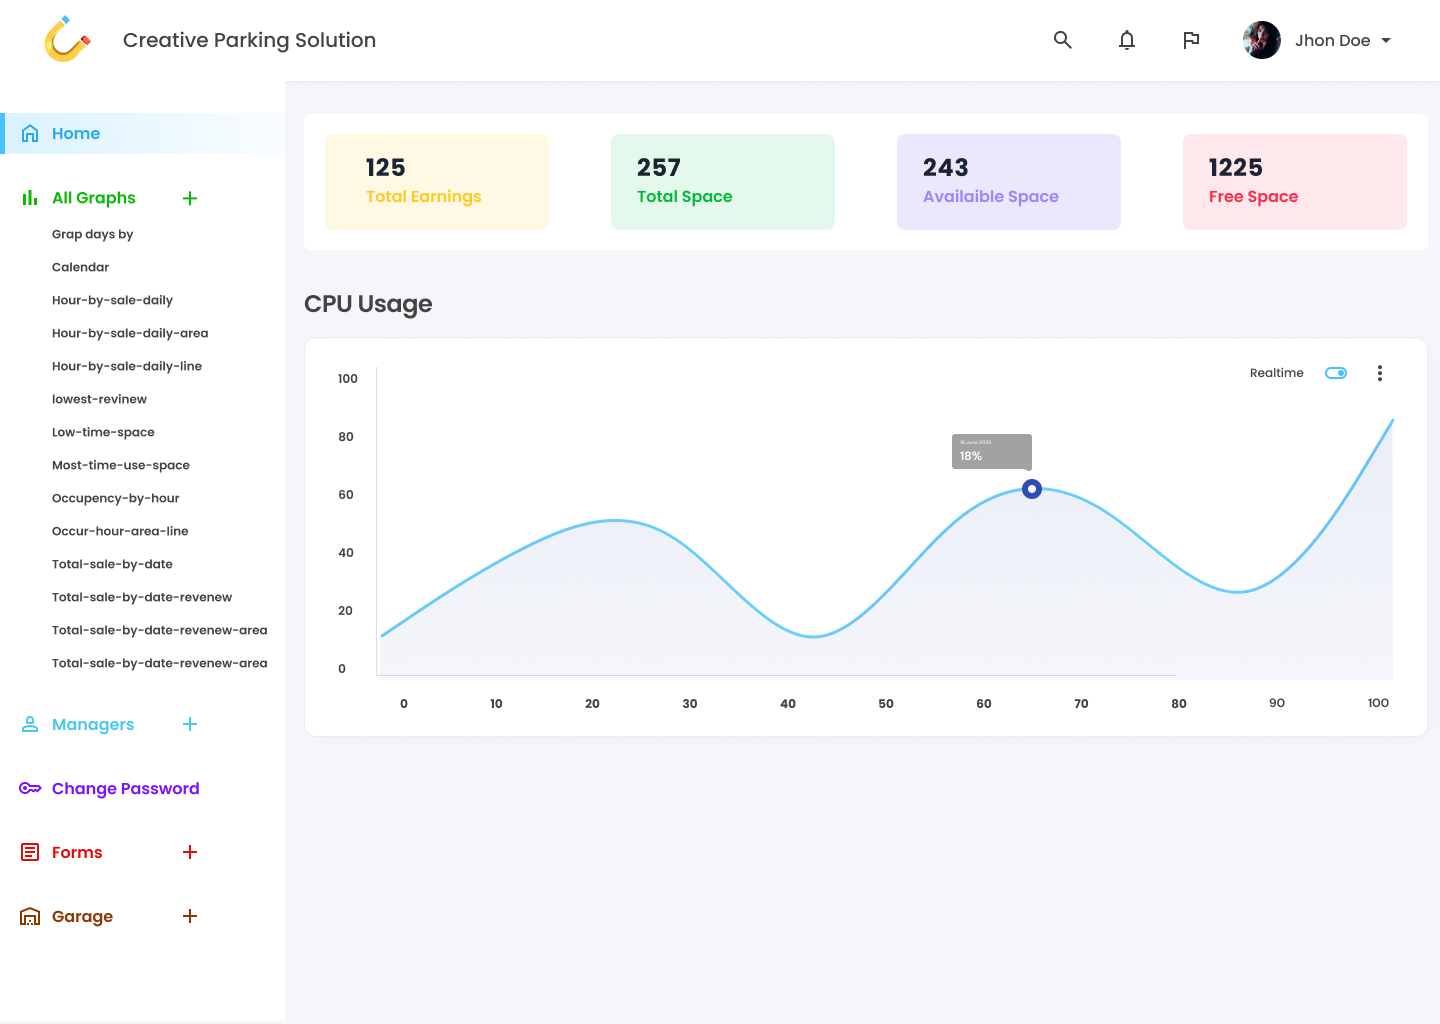 Creative Parking Solution
Jhon Doe
Home
All Graphs
Grap days by
Calendar
Hour-by-sale-daily
Hour-by-sale-daily-area
Hour-by-sale-daily-line
lowest-revinew
Low-time-space
Most-time-use-space
Occupency-by-hour
Occur-hour-area-line
Total-sale-by-date
Total-sale-by-date-revenew
Total-sale-by-date-revenew-area
Total-sale-by-date-revenew-area
Managers
Change Password
Forms
Garage
125
Total Earnings
257
Total Space
243
Availaible Space
1225
Free Space
CPU Usage
Realtime
100
80
60
40
20
0
16 June 2022
18%
0 10 20 30 40 50 60 70 80 90 100